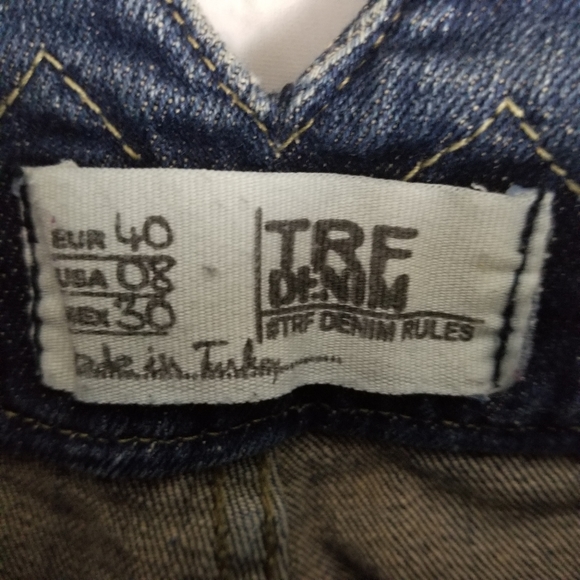 EUR 40
USA 08
MEX 30
Made in Turkey
TRF
DENIM
#TRF DENIM RULES